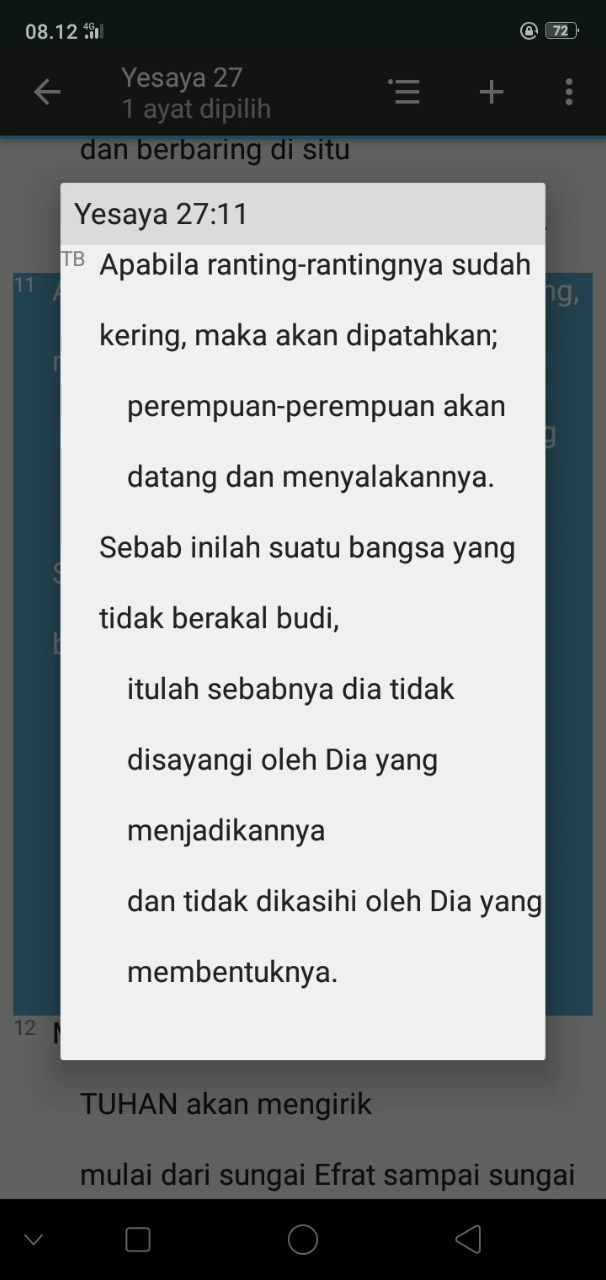 08.12 4G 72
Yesaya 27
1 ayat dipilih
dan berbaring di situ
Yesaya 27:11
TB Apabila ranting-rantingnya sudah
11
kering, maka akan dipatahkan;
perempuan-perempuan akan
datang dan menyalakannya.
Sebab inilah suatu bangsa yang
tidak berakal budi,
itulah sebabnya dia tidak
disayangi oleh Dia yang
menjadikannya
dan tidak dikasihi oleh Dia yang
membentuknya.
12
TUHAN akan mengirik
mulai dari sungai Efrat sampai sungai